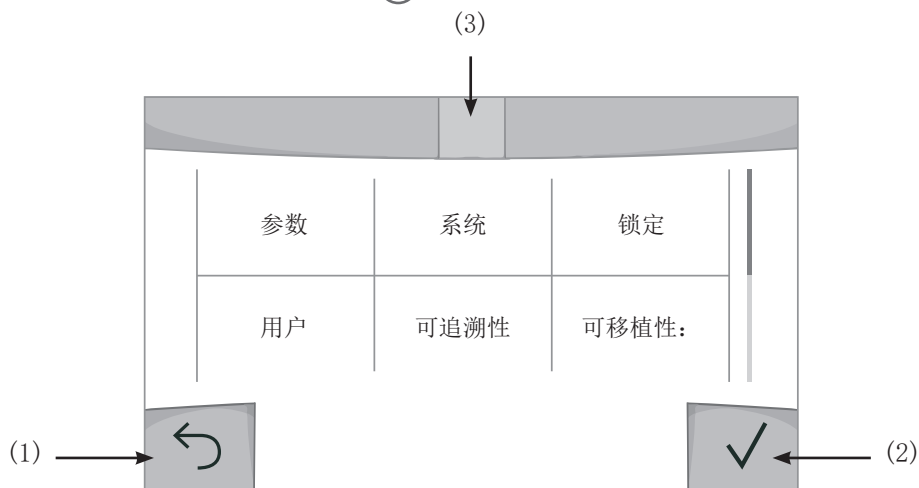 (3)
参数 系统 锁定
用户 可追溯性 可移植性：
(1)
(2)